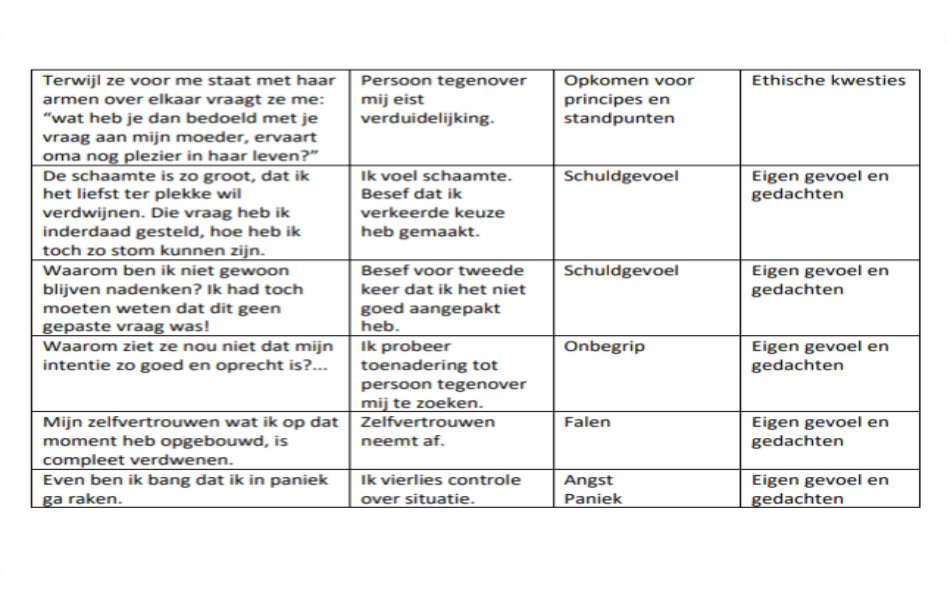 Terwijl ze voor me staat met haar
armen over elkaar vraagt ze me:
“wat heb je dan bedoeld met je
vraag aan mijn moeder, ervaart
oma nog plezier in haar leven?”
Persoon tegenover
mij eist
verduidelijking.
Opkomen voor
principes en
standpunten
Ethische kwesties
De schaamte is zo groot, dat ik
het liefst ter plekke wil
verdwijnen. Die vraag heb ik
inderdaad gesteld, hoe heb ik
toch zo stom kunnen zijn.
Ik voel schaamte.
Besef dat ik
verkeerde keuze
heb gemaakt.
Schuldgevoel
Eigen gevoel en
gedachten
Waarom ben ik niet gewoon
blijven nadenken? Ik had toch
moeten weten dat dit geen
gepaste vraag was!
Besef voor tweede
keer dat ik het niet
goed aangepakt
heb.
Schuldgevoel
Eigen gevoel en
gedachten
Waarom ziet ze nou niet dat mijn
intentie zo goed en oprecht is?...
Ik probeer
toenadering tot
persoon tegenover
mij te zoeken.
Onbegrip
Eigen gevoel en
gedachten
Mijn zelfvertrouwen wat ik op dat
moment heb opgebouwd, is
compleet verdwenen.
Zelfvertrouwen
neemt af.
Falen
Eigen gevoel en
gedachten
Even ben ik bang dat ik in paniek
ga raken.
Ik vierlies controle
over situatie.
Angst
Paniek
Eigen gevoel en
gedachten